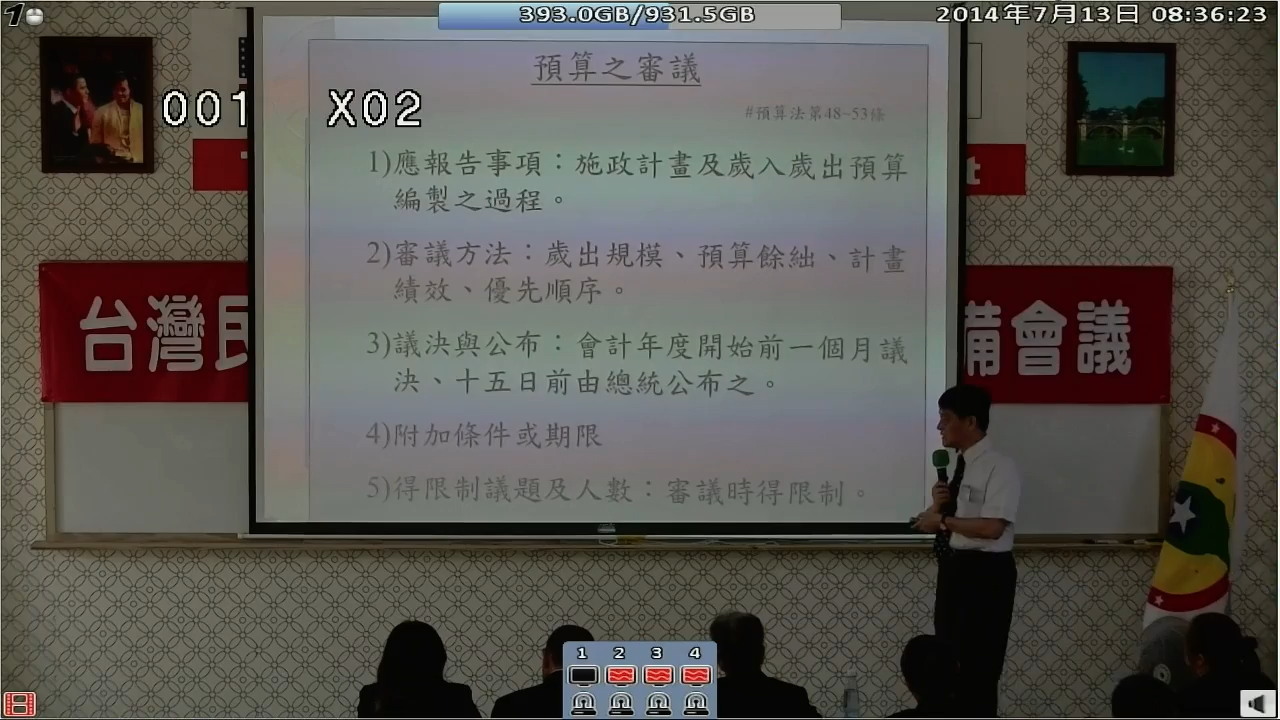 1
393.0GB/931.5GB
2014年7月13日 08:36:23
001
X02
預算之審議
#預算法第48~53條
1)應報告事項：施政計畫及歲入歲出預算
編製之過程。
2)審議方法：歲出規模、預算餘絀、計畫
績效、優先順序。
3)議決與公布：會計年度開始前一個月議
決、十五日前由總統公布之。
4)附加條件或期限
5)得限制議題及人數：審議時得限制。
t
台灣民
備會議
1 2 3 4